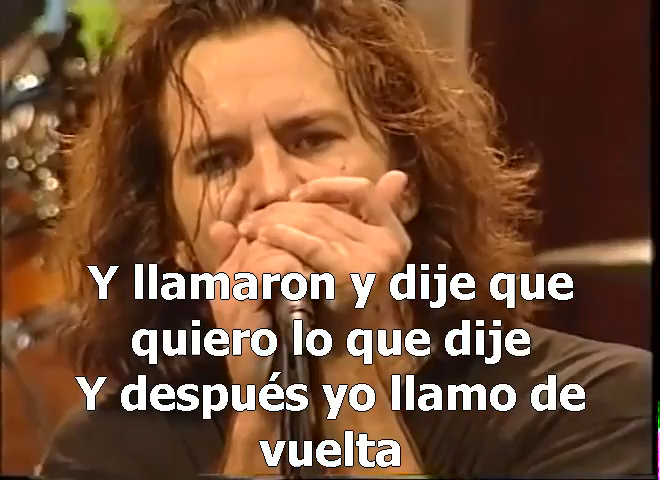 Y llamaron y dije que
quiero lo que dije
Y después yo llamo de
vuelta